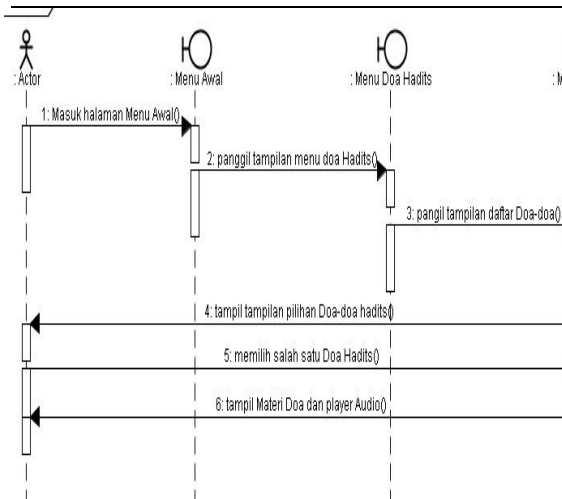 : Actor
: Menu Awal
: Menu Doa Hadits
1: Masuk halaman Menu Awal()
2: panggil tampilan menu doa Hadits()
3: pangil tampilan daftar Doa-doa()
4: tampil tampilan pilihan Doa-doa hadits()
5: memilih salah satu Doa Hadits()
6: tampil Materi Doa dan player Audio()